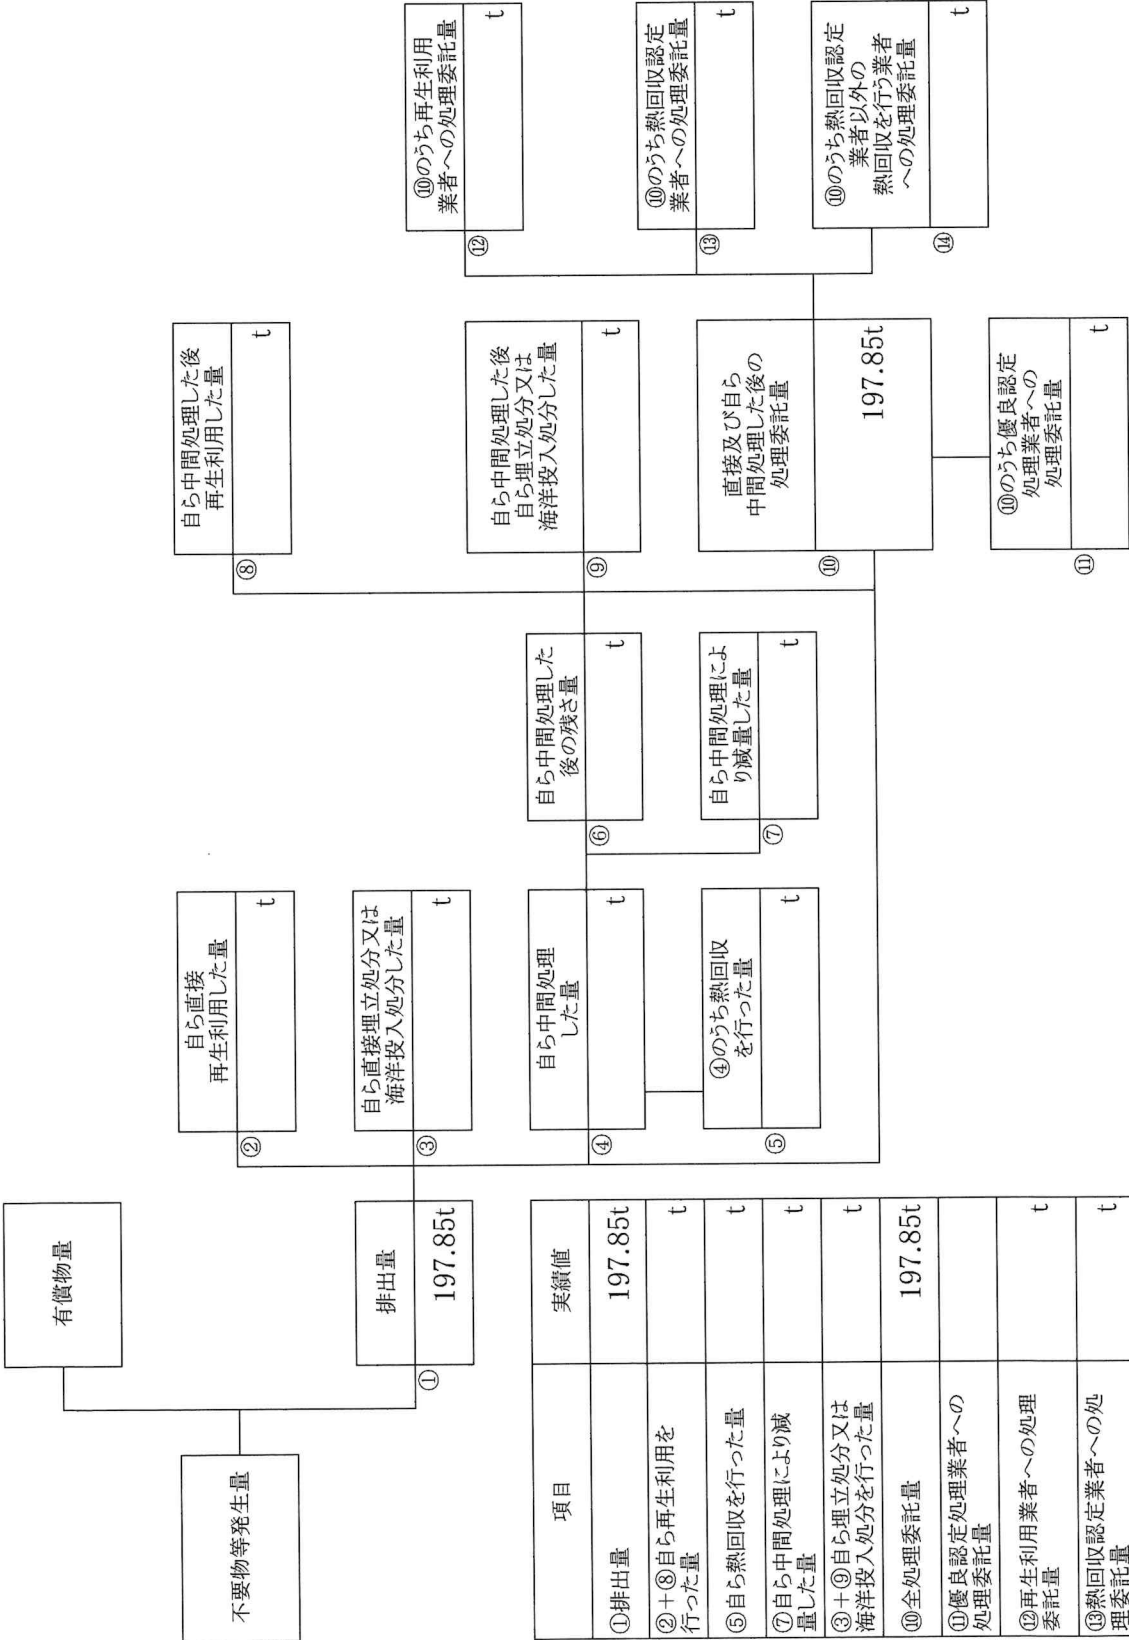 不要物等発生量
有償物量
排出量
①
197.85t
自ら直接
再生利用した量
②
t
自ら直接埋立処分又は
海洋投入処分した量
③
t
自ら中間処理
した量
④
t
④のうち熱回収
を行った量
⑤
t
自ら中間処理した
後の残さ量
⑥
t
自ら中間処理によ
り減量した量
⑦
t
自ら中間処理した後
再生利用した量
⑧
t
自ら中間処理した後
自ら埋立処分又は
海洋投入処分した量
⑨
t
直接及び自ら
中間処理した後の
処理委託量
⑩
197.85t
⑩のうち優良認定
処理業者への
処理委託量
⑪
t
⑩のうち再生利用
業者への処理委託量
⑫
t
⑩のうち熱回収認定
業者への処理委託量
⑬
t
⑩のうち熱回収認定
業者以外の
熱回収を行う業者
への処理委託量
⑭
t
項目 実績値
①排出量 197.85t
②+⑧自ら再生利用を
行った量 t
⑤自ら熱回収を行った量 t
⑦自ら中間処理により減
量した量 t
③+⑨自ら埋立処分又は
海洋投入処分を行った量 t
⑩全処理委託量 197.85t
⑪優良認定処理業者への
処理委託量
⑫再生利用業者への処理
委託量 t
⑬熱回収認定業者への処
理委託量 t